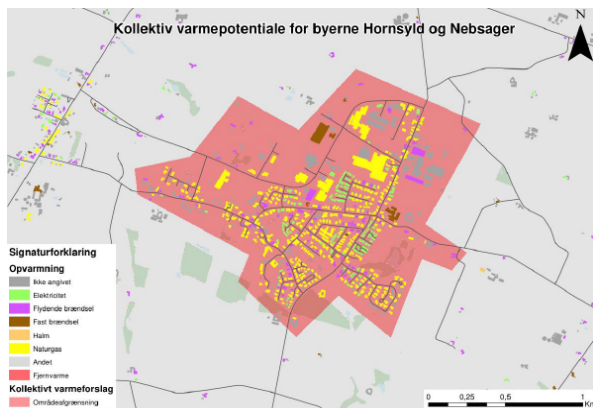 Kollektiv varmepotentiale for byerne Hornsyld og Nebsager
N
Signaturforklaring
Opvarmning
Ikke angivet
Elektricitet
Flydende brændsel
Fast brændsel
Halm
Naturgas
Andet
Fjernvarme
Kollektivt varmeforslag
Områdeafgrænsning
0 0,25 0,5 1
Km